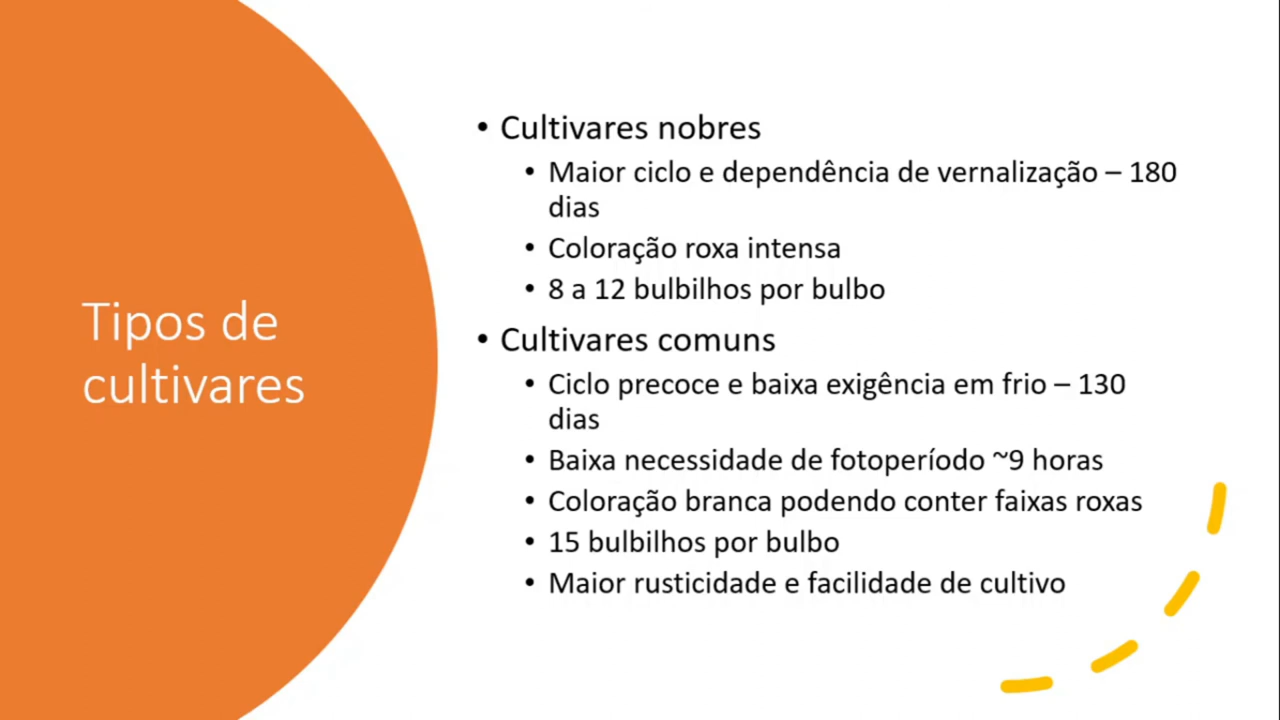 Tipos de
cultivares
• Cultivares nobres
• Maior ciclo e dependência de vernalização – 180
dias
• Coloração roxa intensa
• 8 a 12 bulbilhos por bulbo
• Cultivares comuns
• Ciclo precoce e baixa exigência em frio – 130
dias
• Baixa necessidade de fotoperíodo ~9 horas
• Coloração branca podendo conter faixas roxas
• 15 bulbilhos por bulbo
• Maior rusticidade e facilidade de cultivo